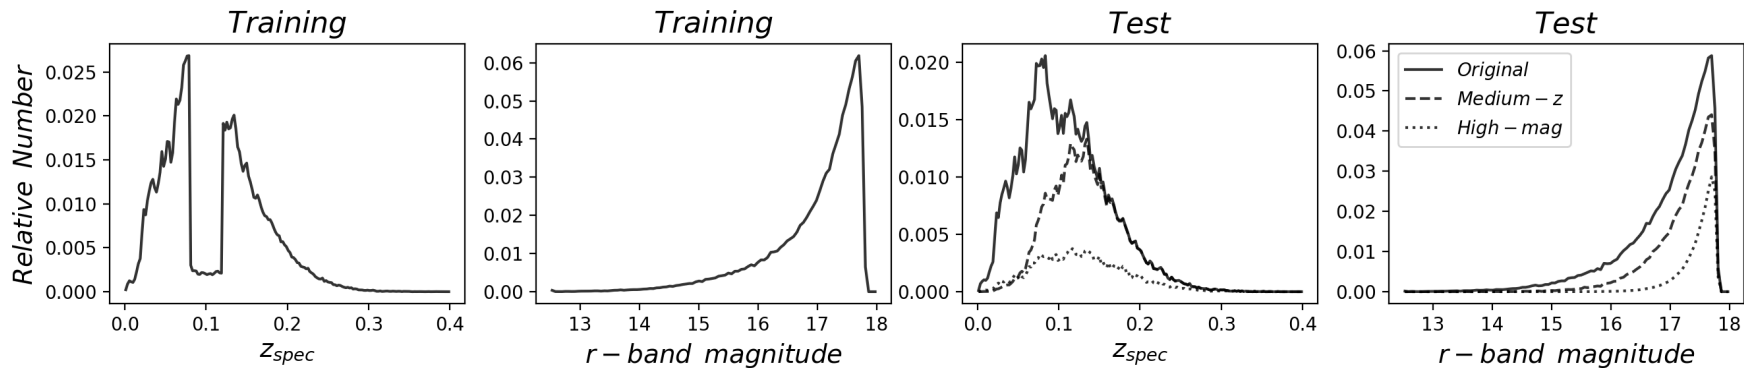 Training
Training
Test
Test
Relative Number
0.025
0.020
0.015
0.010
0.005
0.000
0.0 0.1 0.2 0.3 0.4
z_spec
0.06
0.05
0.04
0.03
0.02
0.01
0.00
13 14 15 16 17 18
r − band magnitude
0.020
0.015
0.010
0.005
0.000
0.0 0.1 0.2 0.3 0.4
z_spec
0.06
0.05
0.04
0.03
0.02
0.01
0.00
Original
Medium − z
High − mag
13 14 15 16 17 18
r − band magnitude